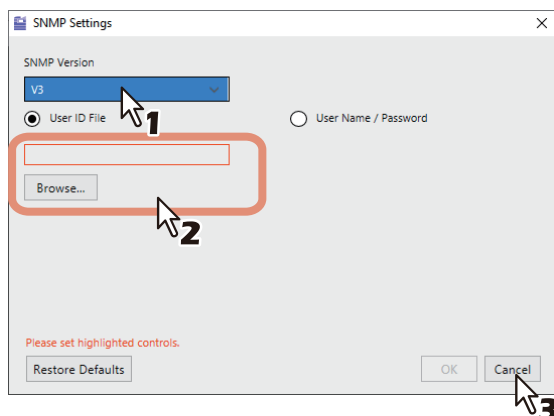 SNMP Settings
SNMP Version
V3
1
User ID File
User Name / Password
Browse...
2
Please set highlighted controls.
Restore Defaults
OK
Cancel
3